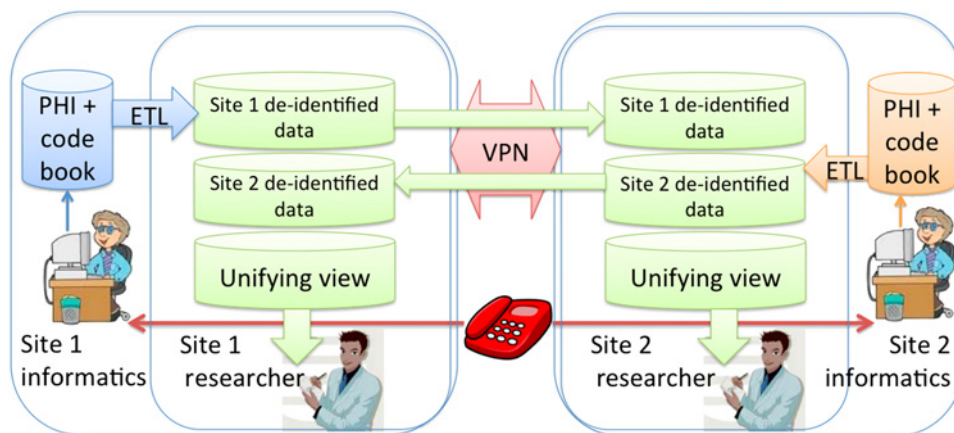 PHI +
code
book
ETL
Site 1 de-identified
data
Site 2 de-identified
data
Unifying view
VPN
Site 1 de-identified
data
Site 2 de-identified
data
Unifying view
ETL
PHI +
code
book
Site 1
informatics
Site 1
researcher
Site 2
researcher
Site 2
informatics